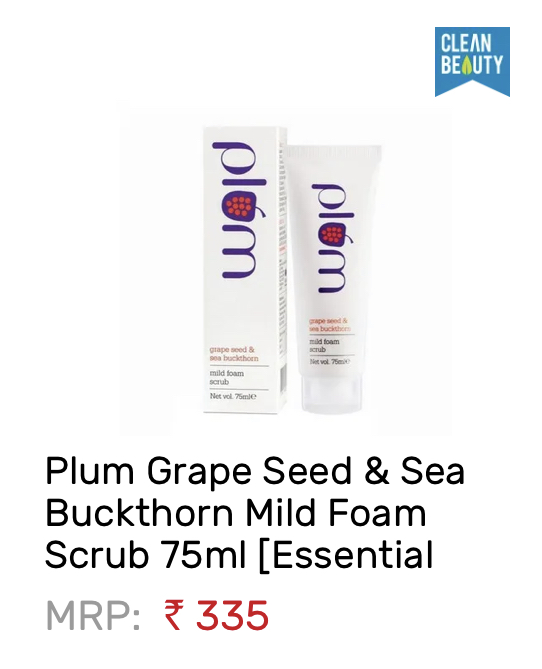 CLEAN
BEAUTY
plum
grape seed &
sea buckthorn
mild foam
scrub
Net vol. 75ml℮
plum
grape seed &
sea buckthorn
mild foam
scrub
Net vol. 75ml℮
Plum Grape Seed & Sea
Buckthorn Mild Foam
Scrub 75ml [Essential
MRP: ₹ 335